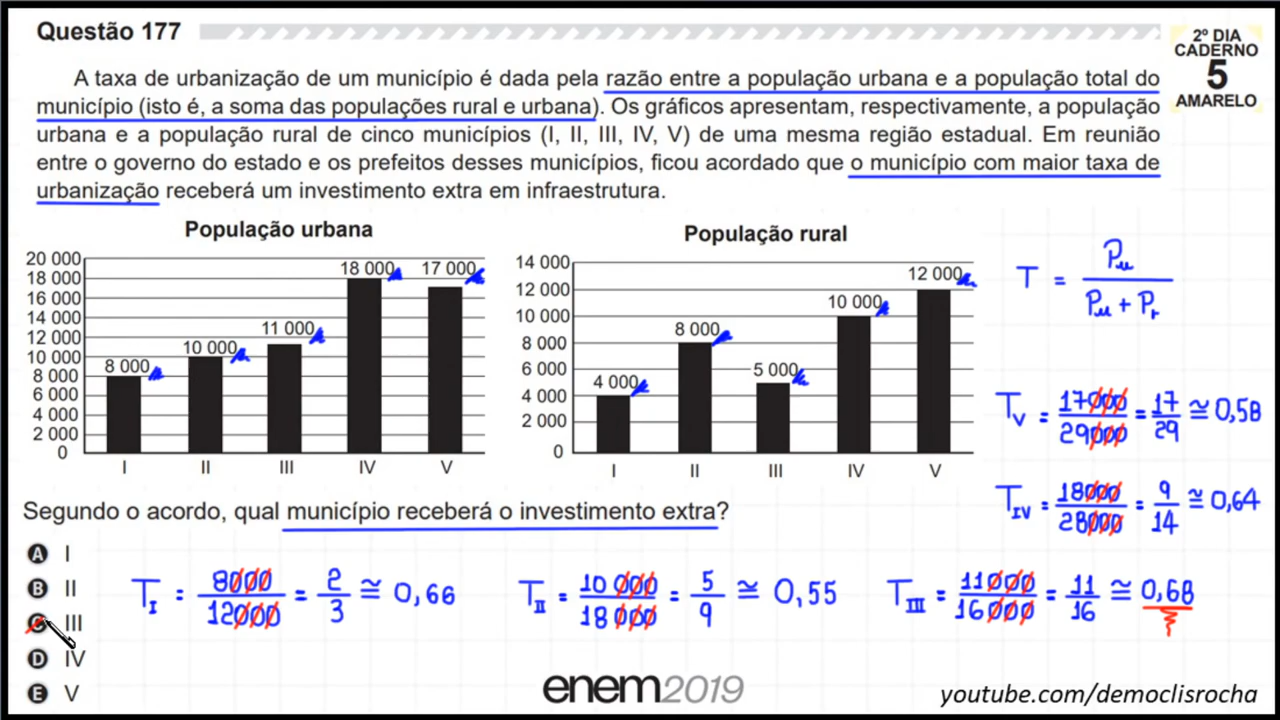 Questão 177
2º DIA
CADERNO
5
AMARELO
A taxa de urbanização de um município é dada pela razão entre a população urbana e a população total do
município (isto é, a soma das populações rural e urbana). Os gráficos apresentam, respectivamente, a população
urbana e a população rural de cinco municípios (I, II, III, IV, V) de uma mesma região estadual. Em reunião
entre o governo do estado e os prefeitos desses municípios, ficou acordado que o município com maior taxa de
urbanização receberá um investimento extra em infraestrutura.
População urbana
20 000
18 000
16 000
14 000
12 000
10 000
8 000
6 000
4 000
2 000
0
8 000
10 000
11 000
18 000
17 000
I II III IV V
População rural
14 000
12 000
10 000
8 000
6 000
4 000
2 000
0
4 000
8 000
5 000
10 000
12 000
I II III IV V
T = Pu / (Pu + Pr)
T_V = 17000/29000 = 17/29 ≅ 0,58
T_IV = 18000/28000 = 9/14 ≅ 0,64
Segundo o acordo, qual município receberá o investimento extra?
A I
B II
C III
D IV
E V
T_I = 8000/12000 = 2/3 ≅ 0,66
T_II = 10 000/18 000 = 5/9 ≅ 0,55
T_III = 11000/16000 = 11/16 ≅ 0,68
enem2019
youtube.com/democlisrocha